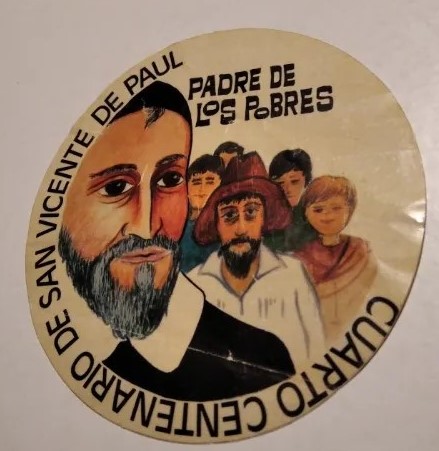 PADRE DE
LOS POBRES
CUARTO CENTENARIO DE SAN VICENTE DE PAUL